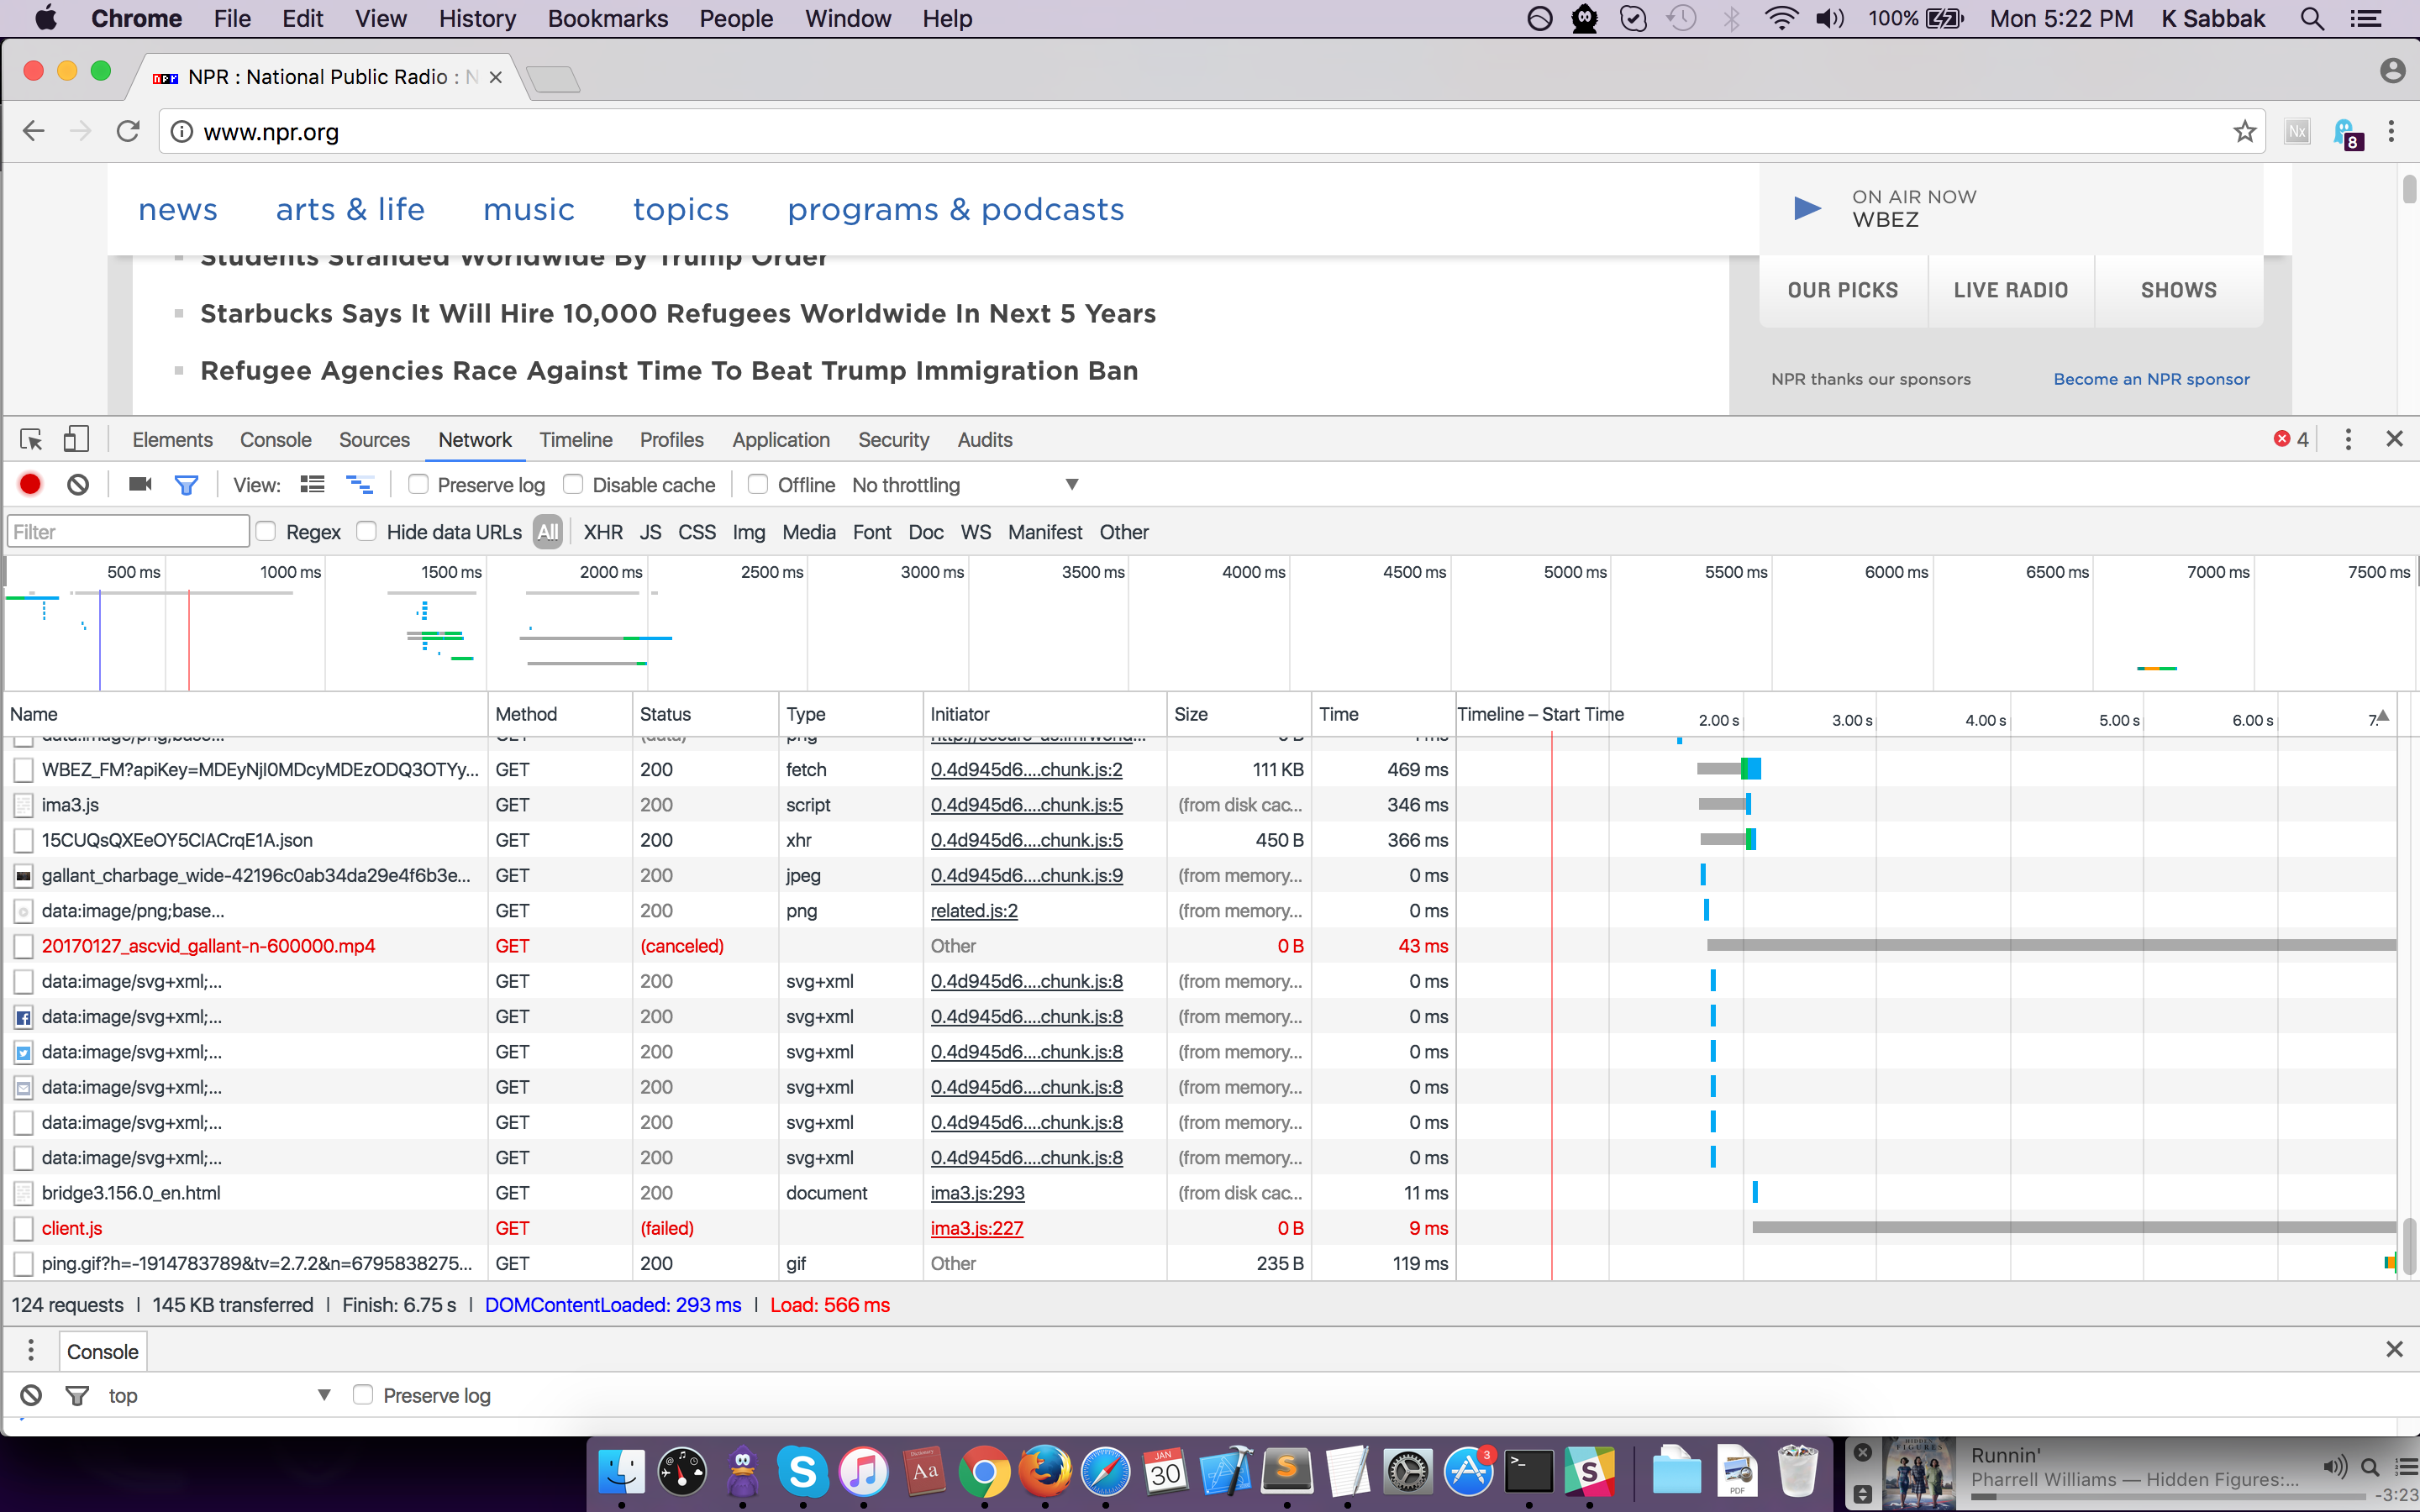 Chrome File Edit View History Bookmarks People Window Help 100% Mon 5:22 PM K Sabbak
NPR : National Public Radio : N
www.npr.org
Nx 8
news arts & life music topics programs & podcasts
ON AIR NOW
WBEZ
Students Stranded Worldwide By Trump Order
Starbucks Says It Will Hire 10,000 Refugees Worldwide In Next 5 Years
Refugee Agencies Race Against Time To Beat Trump Immigration Ban
OUR PICKS LIVE RADIO SHOWS
NPR thanks our sponsors Become an NPR sponsor
Elements Console Sources Network Timeline Profiles Application Security Audits 4
View: Preserve log Disable cache Offline No throttling
Filter Regex Hide data URLs All XHR JS CSS Img Media Font Doc WS Manifest Other
500 ms 1000 ms 1500 ms 2000 ms 2500 ms 3000 ms 3500 ms 4000 ms 4500 ms 5000 ms 5500 ms 6000 ms 6500 ms 7000 ms 7500 ms
Name Method Status Type Initiator Size Time Timeline – Start Time 2.00 s 3.00 s 4.00 s 5.00 s 6.00 s 7.
data:image/png;base... GET (data) png
WBEZ_FM?apiKey=MDEyNjI0MDcyMDEzODQ3OTYy... GET 200 fetch 0.4d945d6....chunk.js:2 111 KB 469 ms
ima3.js GET 200 script 0.4d945d6....chunk.js:5 (from disk cac... 346 ms
15CUQsQXEeOY5ClACrqE1A.json GET 200 xhr 0.4d945d6....chunk.js:5 450 B 366 ms
gallant_charbage_wide-42196c0ab34da29e4f6b3e... GET 200 jpeg 0.4d945d6....chunk.js:9 (from memory... 0 ms
data:image/png;base... GET 200 png related.js:2 (from memory... 0 ms
20170127_ascvid_gallant-n-600000.mp4 GET (canceled) Other 0 B 43 ms
data:image/svg+xml;... GET 200 svg+xml 0.4d945d6....chunk.js:8 (from memory... 0 ms
data:image/svg+xml;... GET 200 svg+xml 0.4d945d6....chunk.js:8 (from memory... 0 ms
data:image/svg+xml;... GET 200 svg+xml 0.4d945d6....chunk.js:8 (from memory... 0 ms
data:image/svg+xml;... GET 200 svg+xml 0.4d945d6....chunk.js:8 (from memory... 0 ms
data:image/svg+xml;... GET 200 svg+xml 0.4d945d6....chunk.js:8 (from memory... 0 ms
data:image/svg+xml;... GET 200 svg+xml 0.4d945d6....chunk.js:8 (from memory... 0 ms
bridge3.156.0_en.html GET 200 document ima3.js:293 (from disk cac... 11 ms
client.js GET (failed) ima3.js:227 0 B 9 ms
ping.gif?h=-1914783789&tv=2.7.2&n=6795838275... GET 200 gif Other 235 B 119 ms
124 requests | 145 KB transferred | Finish: 6.75 s | DOMContentLoaded: 293 ms | Load: 566 ms
Console
top Preserve log
Aa JAN 30 3 PDF
Runnin'
Pharrell Williams — Hidden Figures:...
-3:23